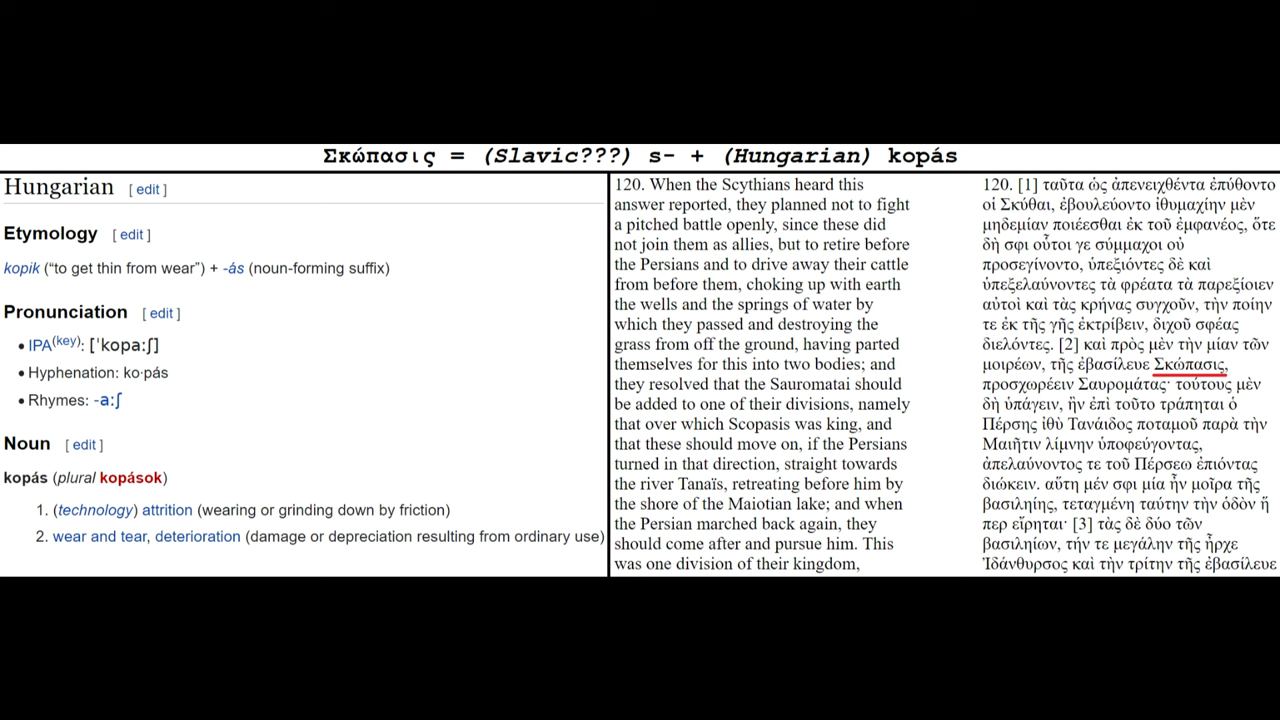 Σκώπασις = (Slavic???) s- + (Hungarian) kopás
Hungarian [ edit ]
Etymology [ edit ]
kopik (“to get thin from wear”) + -ás (noun-forming suffix)
Pronunciation [ edit ]
• IPA(key): [ˈkopaːʃ]
• Hyphenation: ko·pás
• Rhymes: -aːʃ
Noun [ edit ]
kopás (plural kopások)
1. (technology) attrition (wearing or grinding down by friction)
2. wear and tear, deterioration (damage or depreciation resulting from ordinary use)
120. When the Scythians heard this
answer reported, they planned not to fight
a pitched battle openly, since these did
not join them as allies, but to retire before
the Persians and to drive away their cattle
from before them, choking up with earth
the wells and the springs of water by
which they passed and destroying the
grass from off the ground, having parted
themselves for this into two bodies; and
they resolved that the Sauromatai should
be added to one of their divisions, namely
that over which Scopasis was king, and
that these should move on, if the Persians
turned in that direction, straight towards
the river Tanaïs, retreating before him by
the shore of the Maiotian lake; and when
the Persian marched back again, they
should come after and pursue him. This
was one division of their kingdom,
120. [1] ταῦτα ὡς ἀπενειχθέντα ἐπύθοντο
οἱ Σκύθαι, ἐβουλεύοντο ἰθυμαχίην μὲν
μηδεμίαν ποιέεσθαι ἐκ τοῦ ἐμφανέος, ὅτε
δὴ σφι οὗτοι γε σύμμαχοι οὐ
προσεγίνοντο, ὑπεξιόντες δὲ καὶ
ὑπεξελαύνοντες τὰ φρέατα τὰ παρεξίοιεν
αὐτοὶ καὶ τὰς κρήνας συγχοῦν, τὴν ποίην
τε ἐκ τῆς γῆς ἐκτρίβειν, διχοῦ σφέας
διελόντες. [2] καὶ πρὸς μὲν τὴν μίαν τῶν
μοιρέων, τῆς ἐβασίλευε Σκώπασις,
προσχωρέειν Σαυρομάτας· τούτους μὲν
δὴ ὑπάγειν, ἢν ἐπὶ τοῦτο τράπηται ὁ
Πέρσης ἰθὺ Τανάιδος ποταμοῦ παρὰ τὴν
Μαιῆτιν λίμνην ὑποφεύγοντας,
ἀπελαύνοντος τε τοῦ Πέρσεω ἐπιόντας
διώκειν. αὕτη μέν σφι μία ἦν μοῖρα τῆς
βασιληίης, τεταγμένη ταύτην τὴν ὁδὸν ἥ
περ εἴρηται· [3] τὰς δὲ δύο τῶν
βασιληίων, τήν τε μεγάλην τῆς ἦρχε
Ἰδάνθυρσος καὶ τὴν τρίτην τῆς ἐβασίλευε